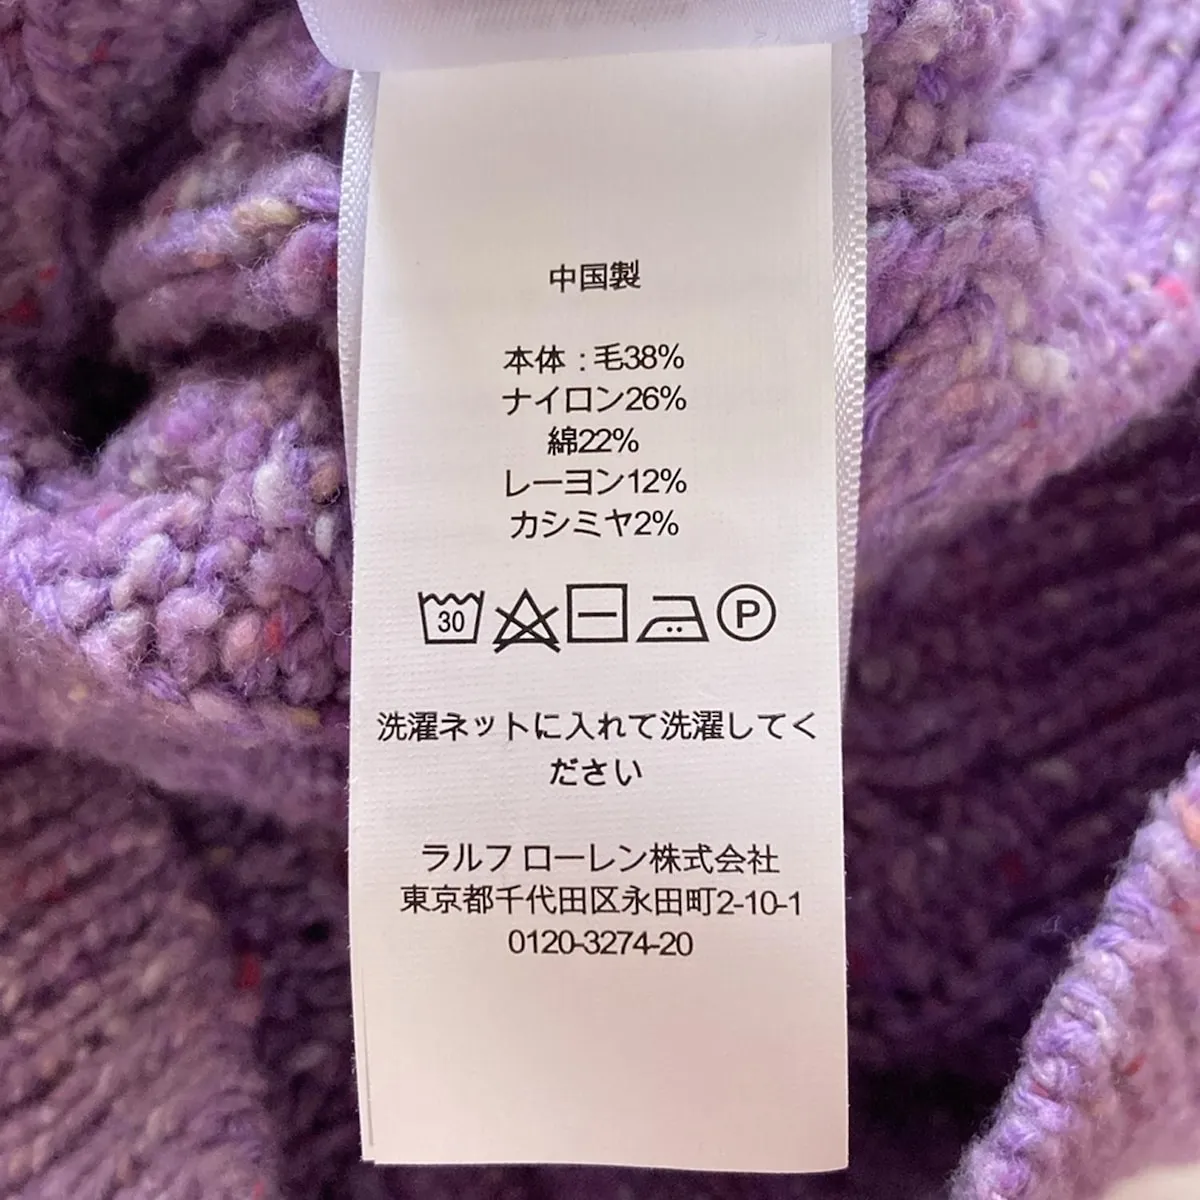 中国製
本体:毛38%
ナイロン26%
綿22%
レーヨン12%
カシミヤ2%
30
P
洗濯ネットに入れて洗濯してく
ださい
ラルフ ローレン株式会社
東京都千代田区永田町2-10-1
0120-3274-20